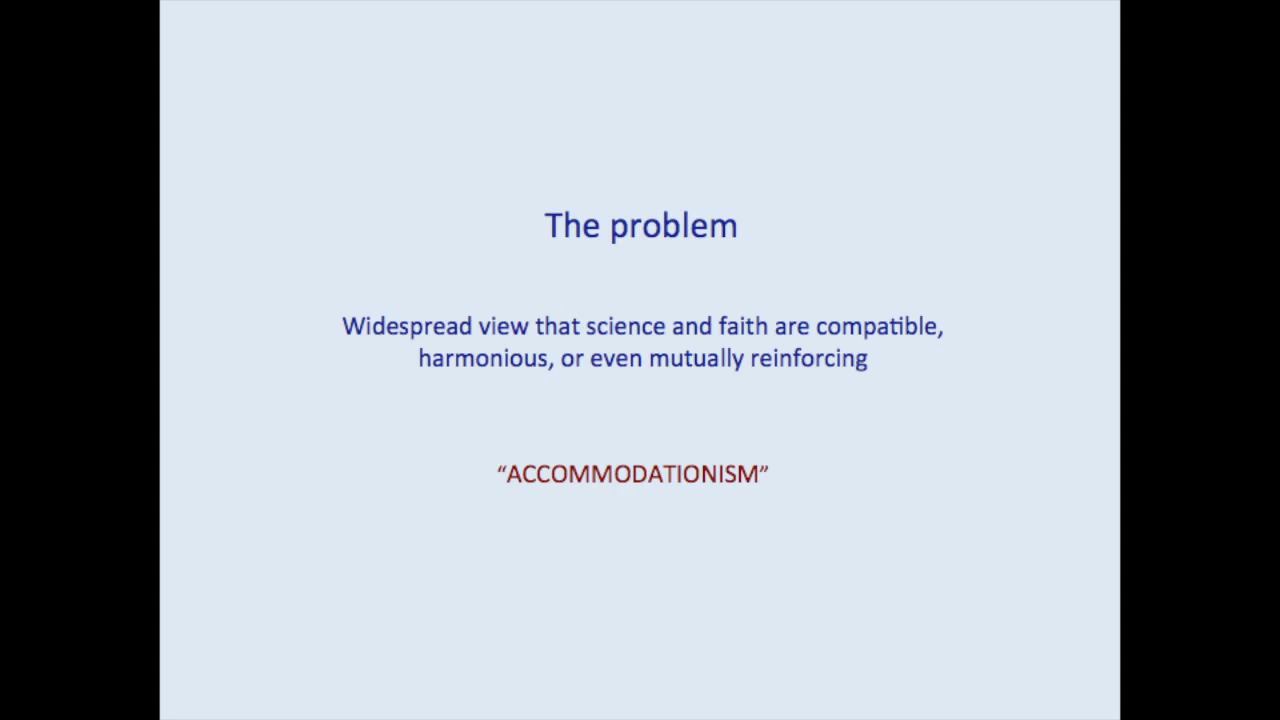 The problem
Widespread view that science and faith are compatible,
harmonious, or even mutually reinforcing
“ACCOMMODATIONISM”